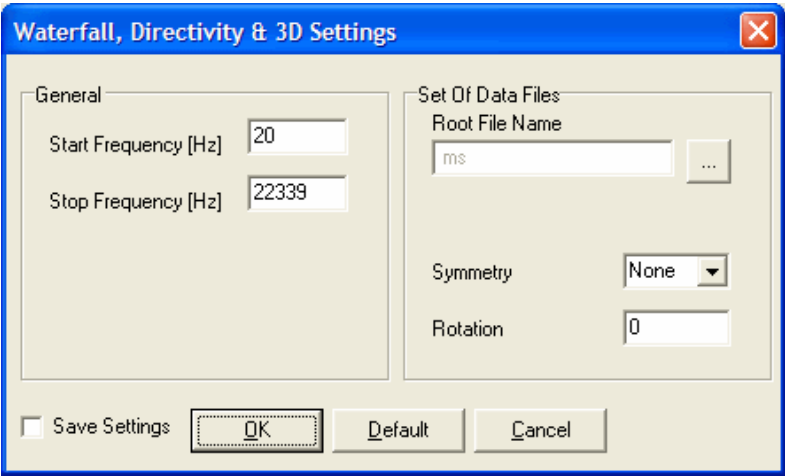 Waterfall, Directivity & 3D Settings
General
Start Frequency [Hz] 20
Stop Frequency [Hz] 22339
Set Of Data Files
Root File Name
ms ...
Symmetry None
Rotation 0
Save Settings OK Default Cancel